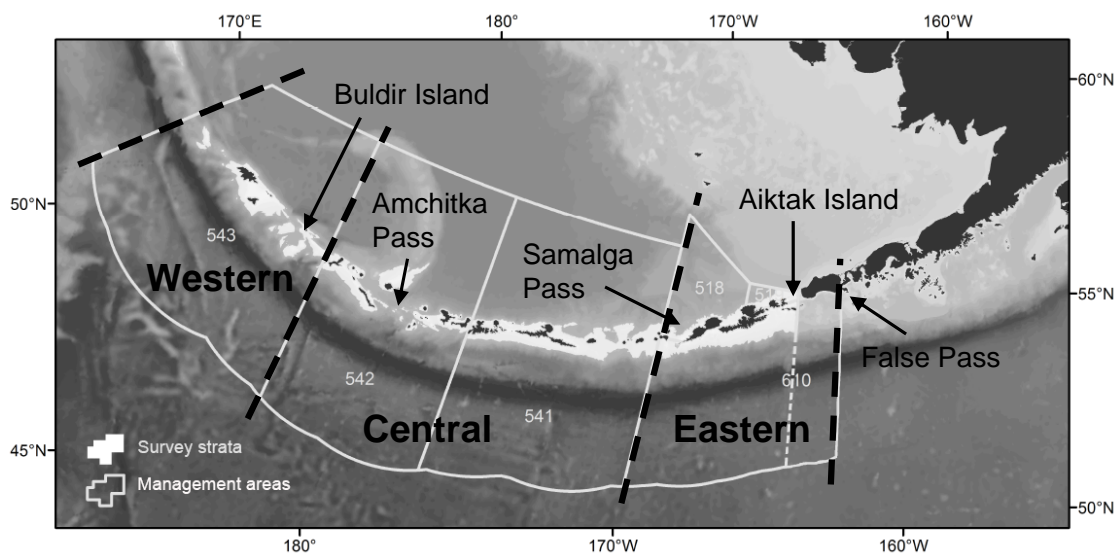 170°E
180°
170°W
160°W
60°N
Buldir Island
50°N
Amchitka
Pass
Aiktak Island
543
Western
Samalga
Pass
518
55°N
False Pass
542
610
541
Central
Eastern
45°N
Survey strata
Management areas
50°N
180°
170°W
160°W